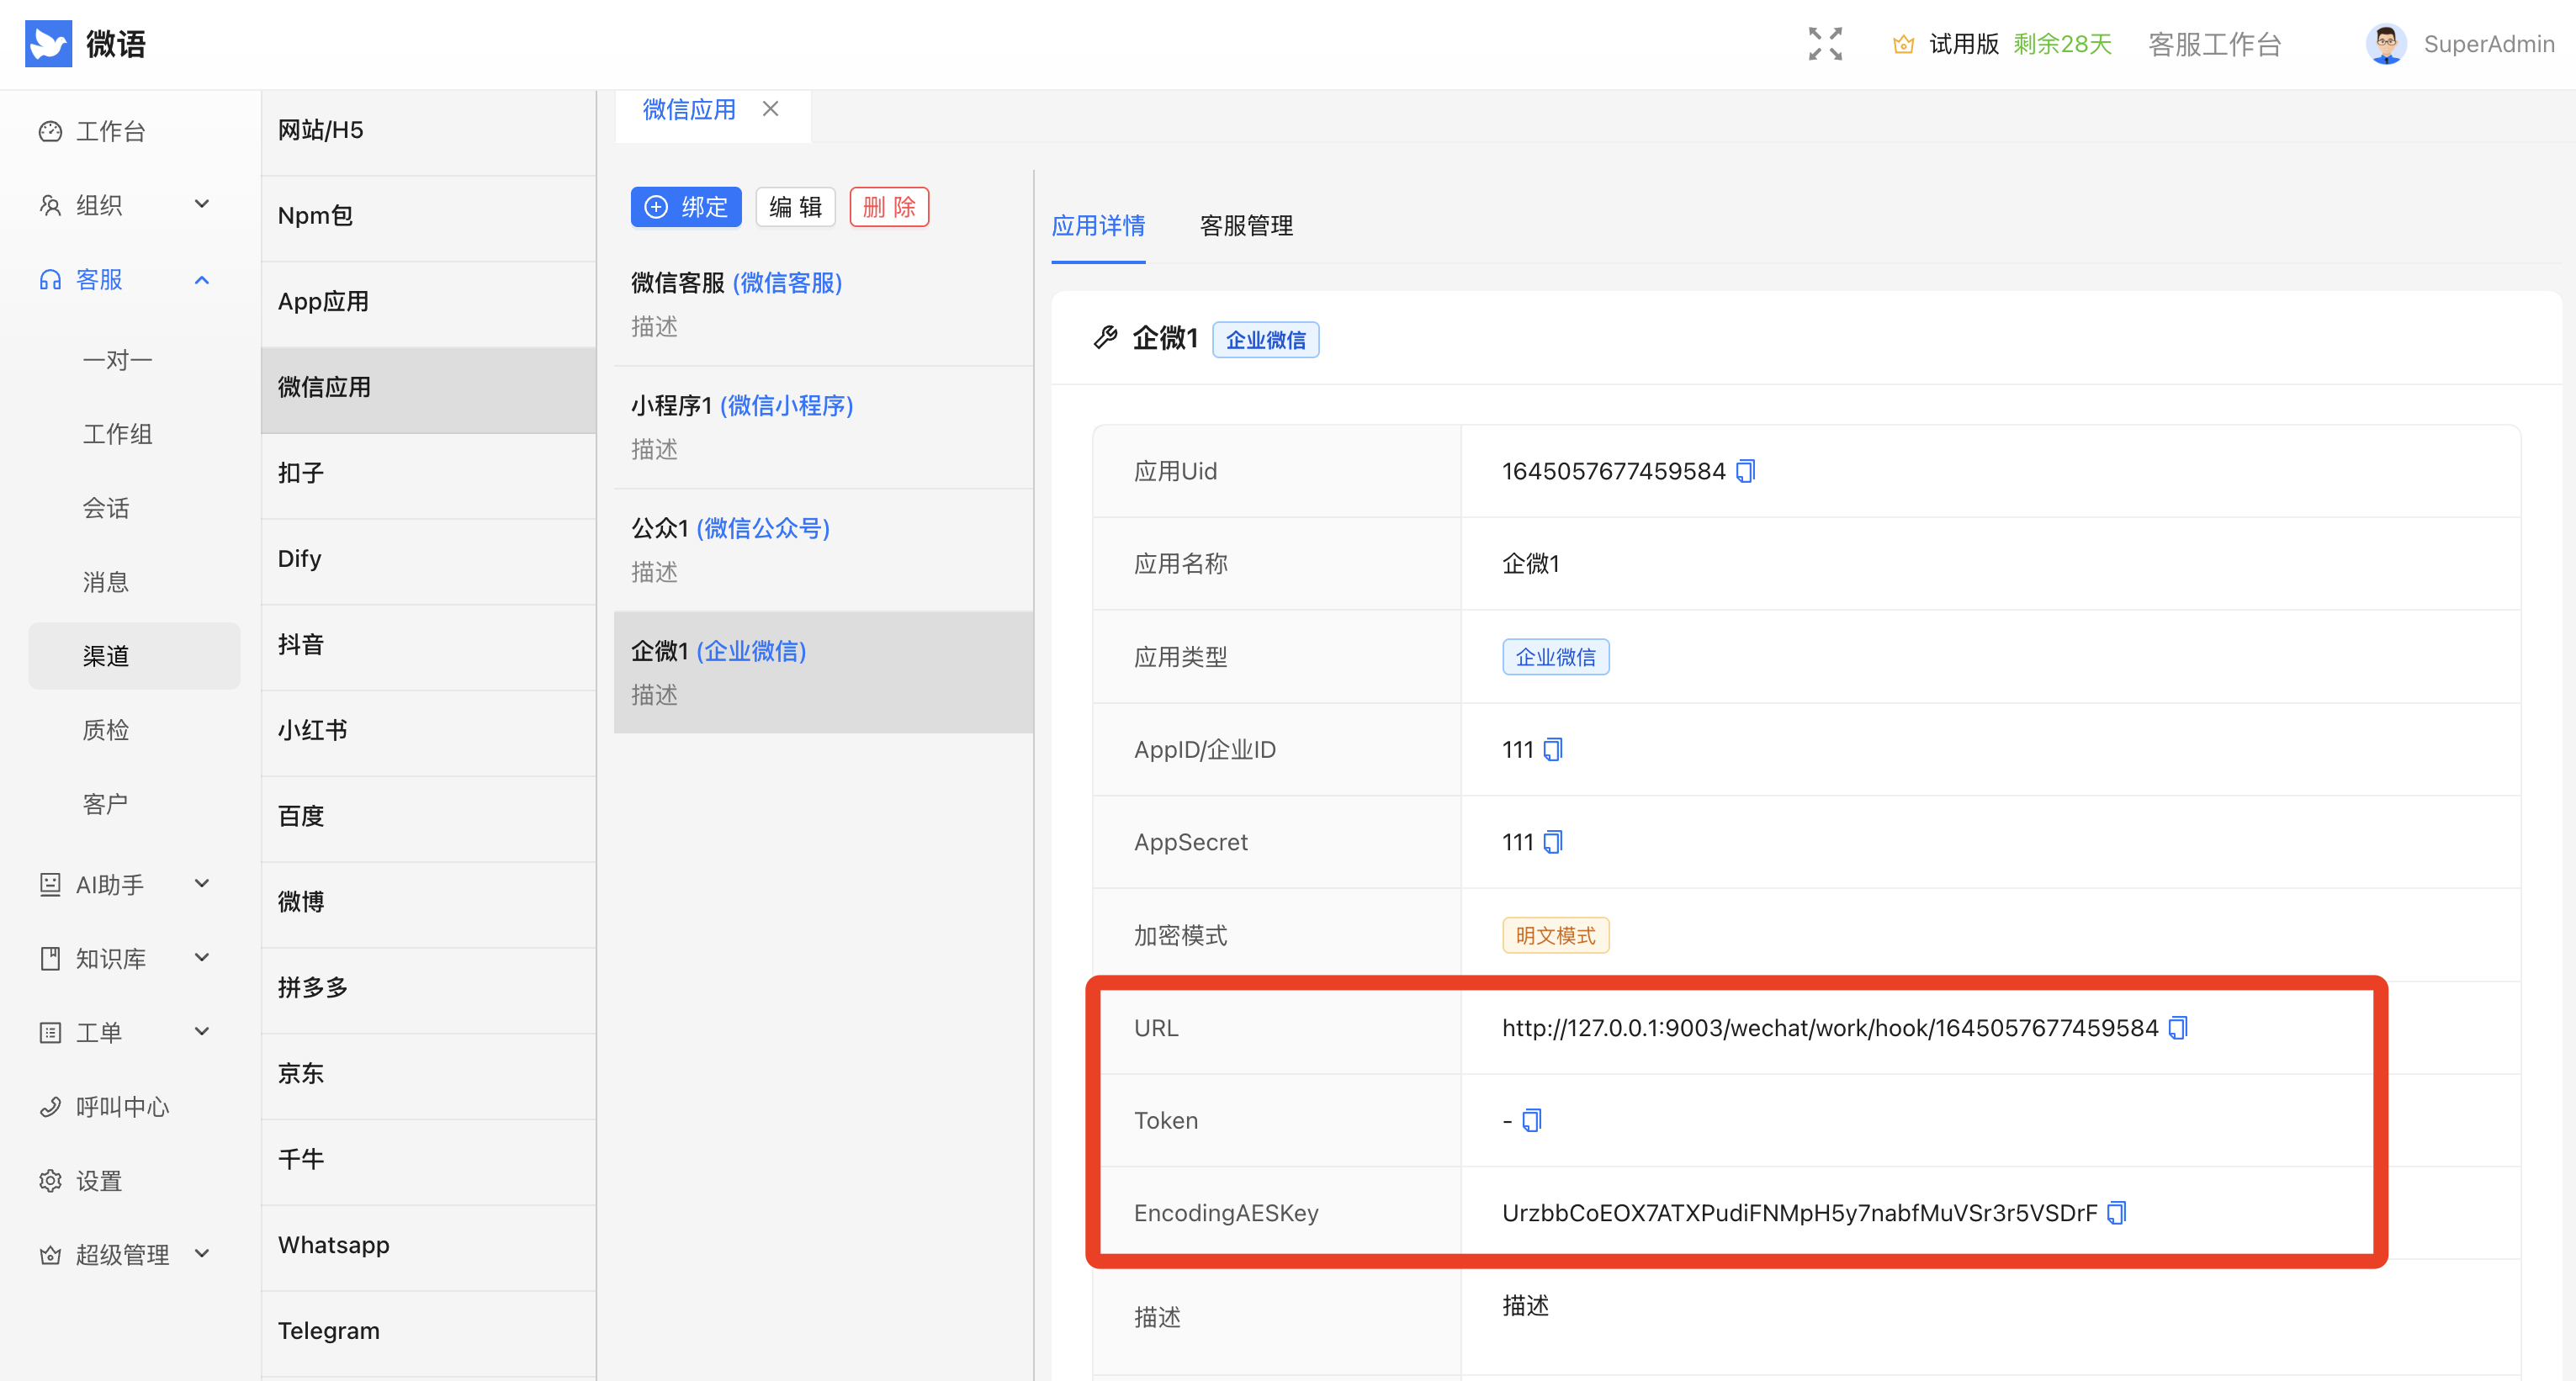 微语
试用版 剩余28天 客服工作台 SuperAdmin
工作台
组织
客服
一对一
工作组
会话
消息
渠道
质检
客户
AI助手
知识库
工单
呼叫中心
设置
超级管理
网站/H5
Npm包
App应用
微信应用
扣子
Dify
抖音
小红书
百度
微博
拼多多
京东
千牛
Whatsapp
Telegram
微信应用
绑定 编辑 删除
微信客服 (微信客服)
描述
小程序1 (微信小程序)
描述
公众1 (微信公众号)
描述
企微1 (企业微信)
描述
应用详情 客服管理
企微1 企业微信
应用Uid 1645057677459584
应用名称 企微1
应用类型 企业微信
AppID/企业ID 111
AppSecret 111
加密模式 明文模式
URL http://127.0.0.1:9003/wechat/work/hook/1645057677459584
Token -
EncodingAESKey UrzbbCoEOX7ATXPudiFNMpH5y7nabfMuVSr3r5VSDrF
描述 描述